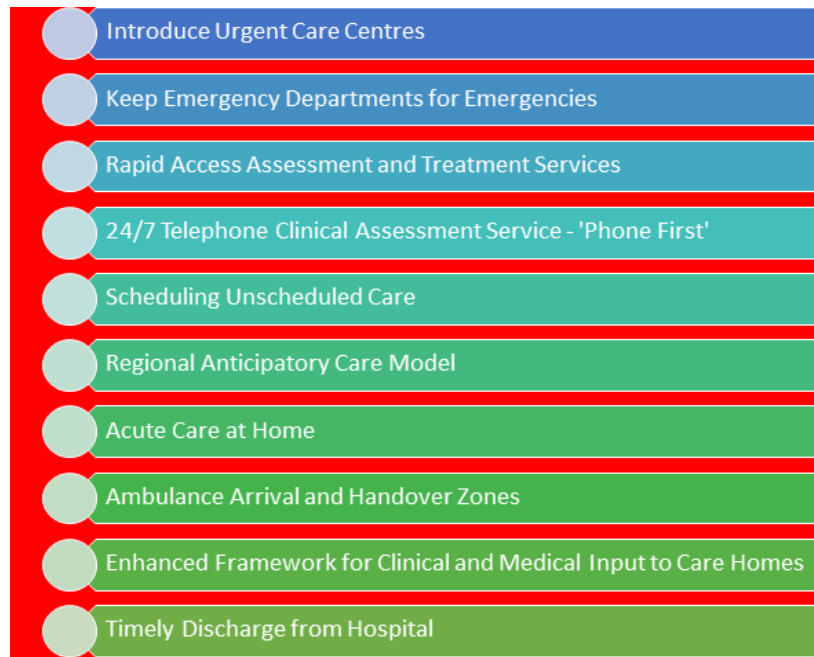 Introduce Urgent Care Centres
Keep Emergency Departments for Emergencies
Rapid Access Assessment and Treatment Services
24/7 Telephone Clinical Assessment Service - 'Phone First'
Scheduling Unscheduled Care
Regional Anticipatory Care Model
Acute Care at Home
Ambulance Arrival and Handover Zones
Enhanced Framework for Clinical and Medical Input to Care Homes
Timely Discharge from Hospital